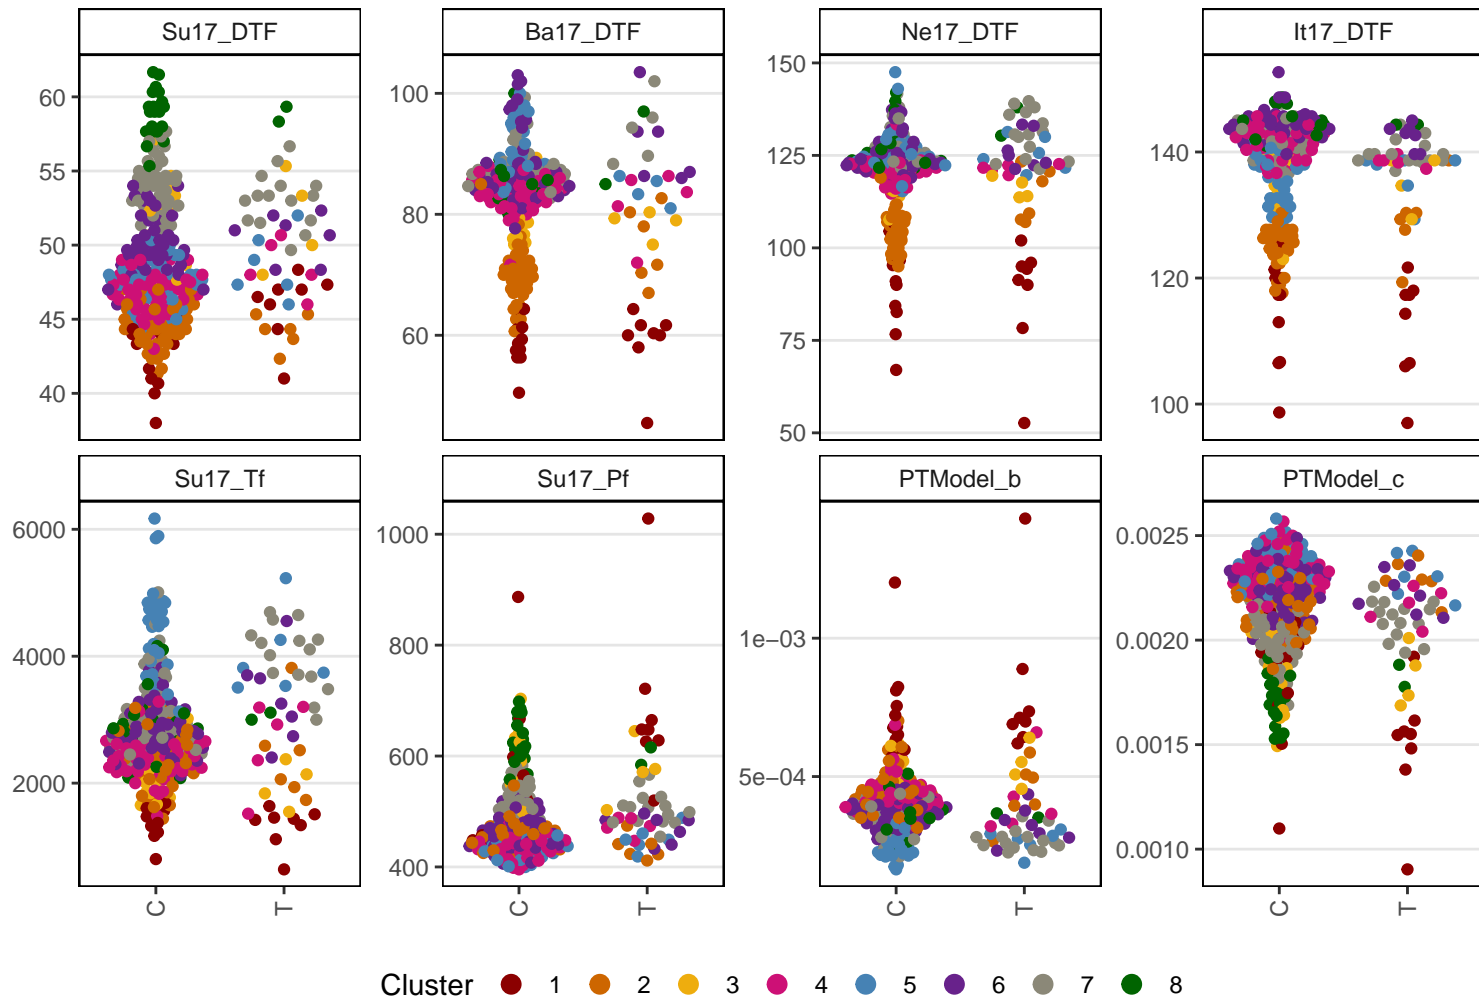 Su17_DTF Ba17_DTF Ne17_DTF It17_DTF
60 55 50 45 40
100 80 60
150 125 100 75 50
140 120 100
Su17_Tf Su17_Pf PTModel_b PTModel_c
6000 4000 2000
1000 800 600 400
1e−03 5e−04
0.0025 0.0020 0.0015 0.0010
C T C T C T C T
Cluster 1 2 3 4 5 6 7 8